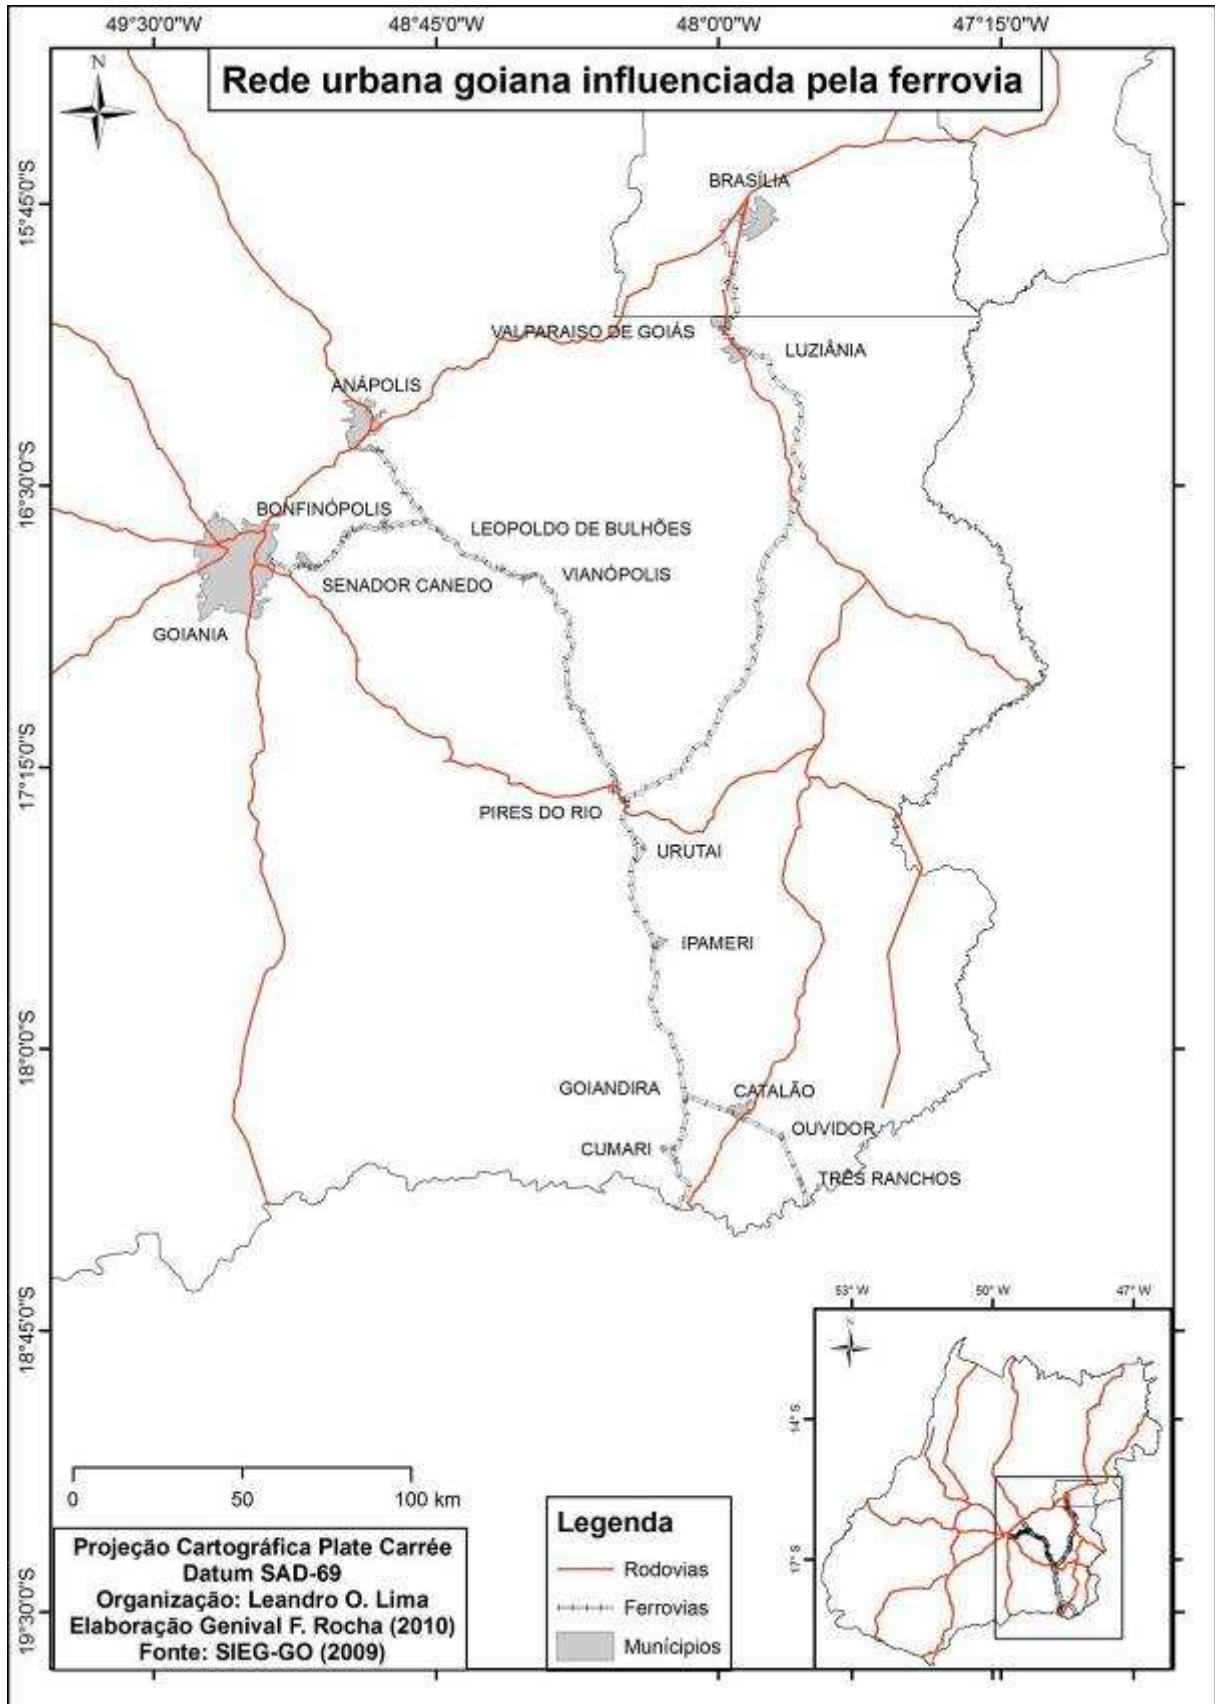 49°30'0"W 48°45'0"W 48°0'0"W 47°15'0"W
N
Rede urbana goiana influenciada pela ferrovia
BRASÍLIA
15°45'0"S
VALPARAISO DE GOIÁS
LUZIÂNIA
ANÁPOLIS
16°30'0"S
BONFINÓPOLIS
LEOPOLDO DE BULHÕES
VIANÓPOLIS
SENADOR CANEDO
GOIANIA
17°15'0"S
PIRES DO RIO
URUTAI
IPAMERI
18°0'0"S
GOIANDIRA
CATALÃO
OUVIDOR
CUMARI
TRÊS RANCHOS
18°45'0"S
53° W 50° W 47° W
N
14° S
17° S
0 50 100 km
19°30'0"S
Projeção Cartográfica Plate Carrée
Datum SAD-69
Organização: Leandro O. Lima
Elaboração Genival F. Rocha (2010)
Fonte: SIEG-GO (2009)
Legenda
Rodovias
Ferrovias
Munícipios